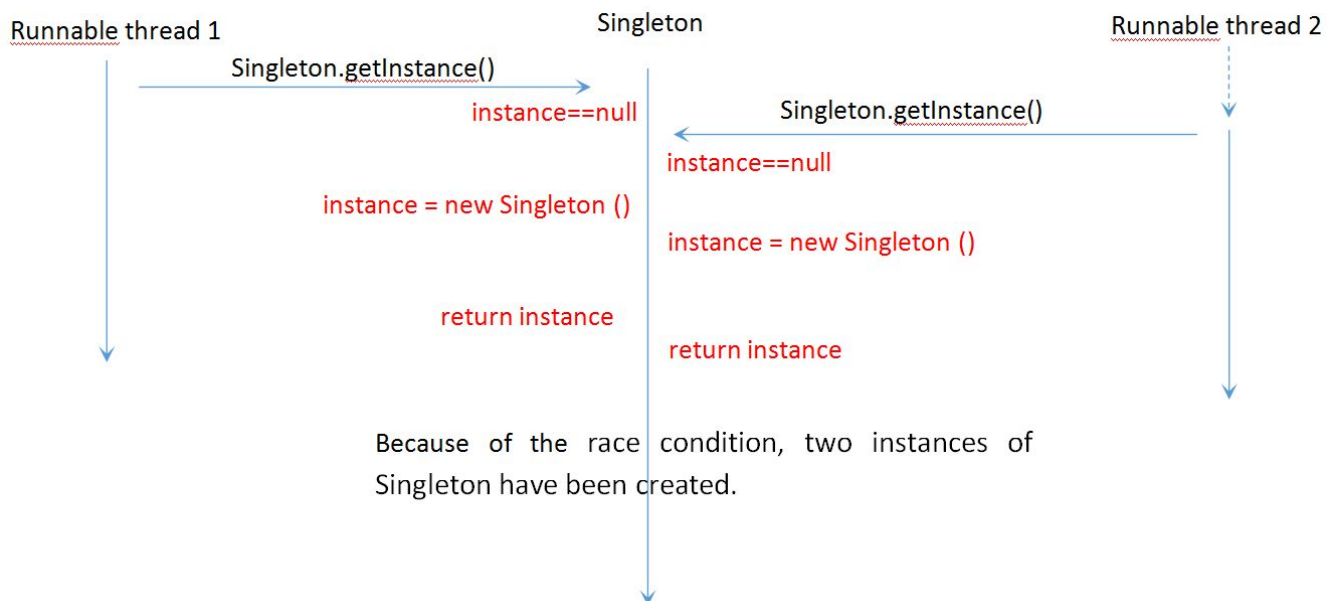 Runnable thread 1
Singleton
Runnable thread 2
Singleton.getInstance()
instance==null
Singleton.getInstance()
instance==null
instance = new Singleton ()
instance = new Singleton ()
return instance
return instance
Because of the race condition, two instances of
Singleton have been created.